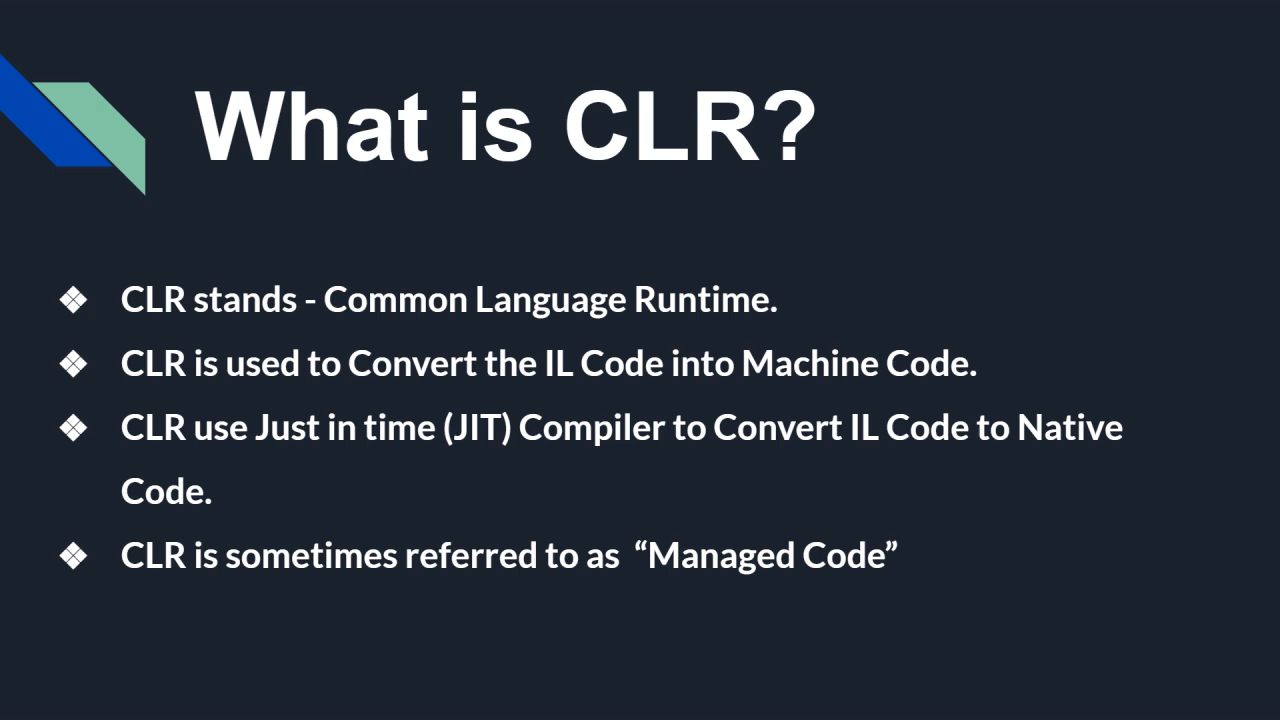 What is CLR?
❖ CLR stands - Common Language Runtime.
❖ CLR is used to Convert the IL Code into Machine Code.
❖ CLR use Just in time (JIT) Compiler to Convert IL Code to Native
Code.
❖ CLR is sometimes referred to as  “Managed Code”